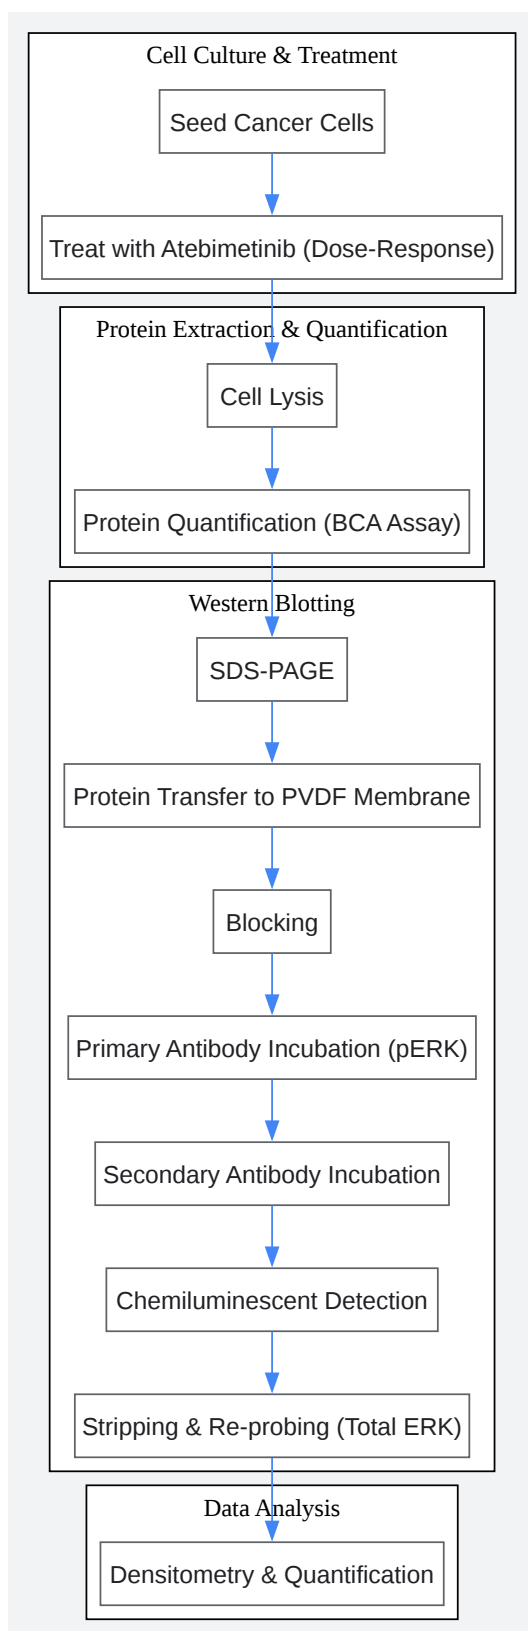 Cell Culture & Treatment
Seed Cancer Cells
Treat with Atebimetinib (Dose-Response)
Protein Extraction & Quantification
Cell Lysis
Protein Quantification (BCA Assay)
Western Blotting
SDS-PAGE
Protein Transfer to PVDF Membrane
Blocking
Primary Antibody Incubation (pERK)
Secondary Antibody Incubation
Chemiluminescent Detection
Stripping & Re-probing (Total ERK)
Data Analysis
Densitometry & Quantification